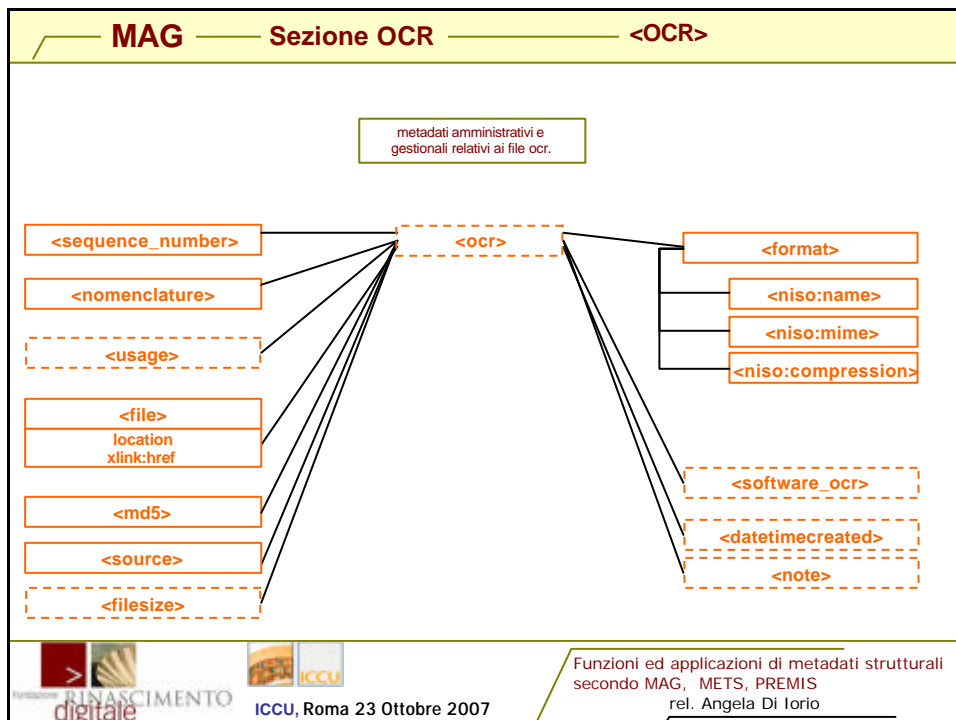 MAG Sezione OCR <OCR>
metadati amministrativi e
gestionali relativi ai file ocr.
<sequence_number>
<nomenclature>
<usage>
<file>
location
xlink:href
<md5>
<source>
<filesize>
<ocr>
<format>
<niso:name>
<niso:mime>
<niso:compression>
<software_ocr>
<datetimecreated>
<note>
Fondazione RINASCIMENTO
digitale
ICCU
ICCU, Roma 23 Ottobre 2007
Funzioni ed applicazioni di metadati strutturali
secondo MAG, METS, PREMIS
rel. Angela Di Iorio